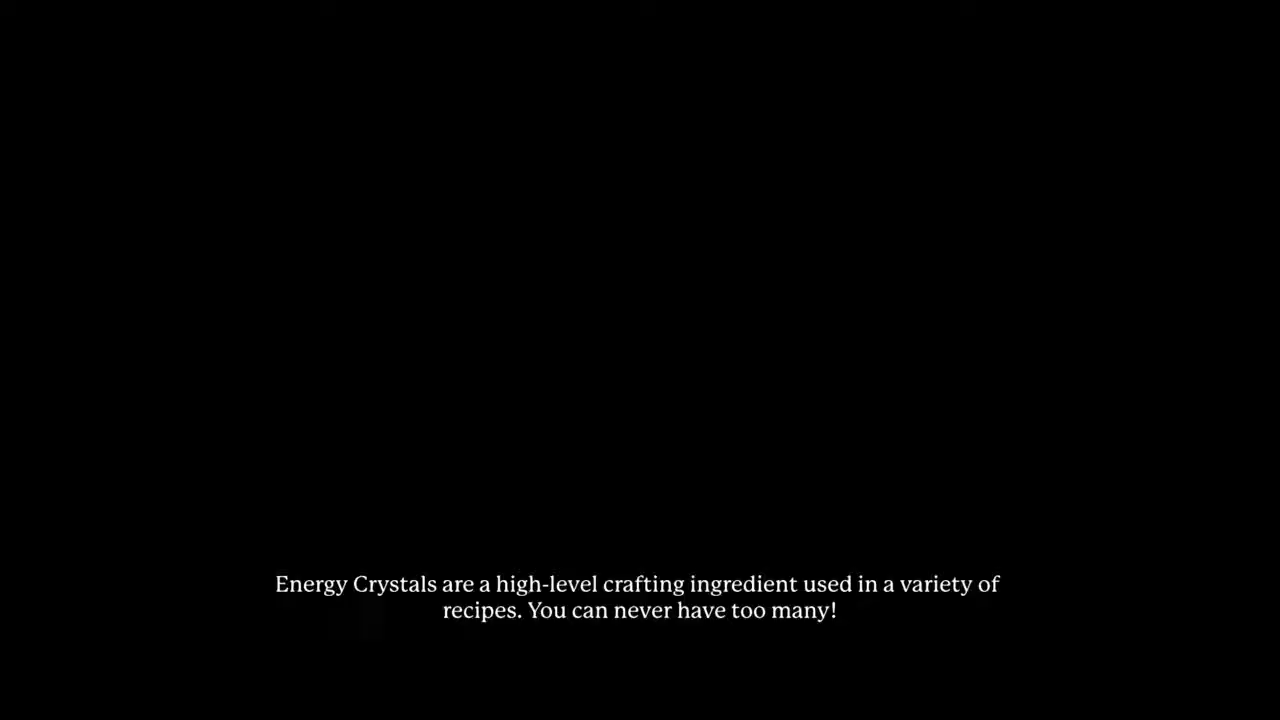 Energy Crystals are a high-level crafting ingredient used in a variety of
recipes. You can never have too many!